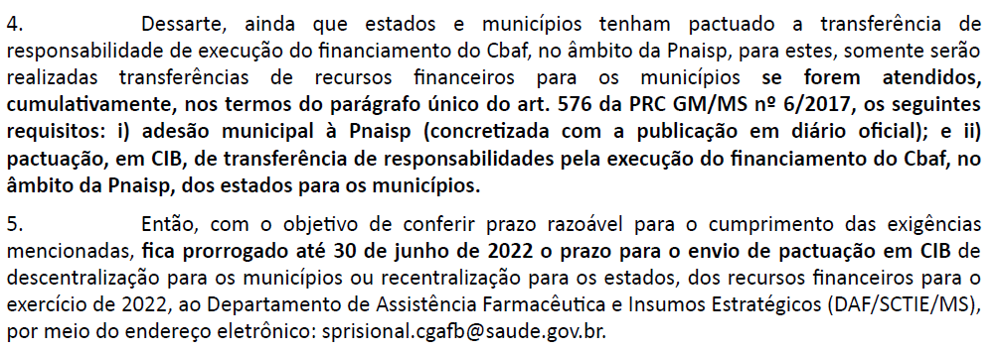 4. Dessarte, ainda que estados e municípios tenham pactuado a transferência de
responsabilidade de execução do financiamento do Cbaf, no âmbito da Pnaisp, para estes, somente serão
realizadas transferências de recursos financeiros para os municípios se forem atendidos,
cumulativamente, nos termos do parágrafo único do art. 576 da PRC GM/MS nº 6/2017, os seguintes
requisitos: i) adesão municipal à Pnaisp (concretizada com a publicação em diário oficial); e ii)
pactuação, em CIB, de transferência de responsabilidades pela execução do financiamento do Cbaf, no
âmbito da Pnaisp, dos estados para os municípios.
5. Então, com o objetivo de conferir prazo razoável para o cumprimento das exigências
mencionadas, fica prorrogado até 30 de junho de 2022 o prazo para o envio de pactuação em CIB de
descentralização para os municípios ou recentralização para os estados, dos recursos financeiros para o
exercício de 2022, ao Departamento de Assistência Farmacêutica e Insumos Estratégicos (DAF/SCTIE/MS),
por meio do endereço eletrônico: sprisional.cgafb@saude.gov.br.